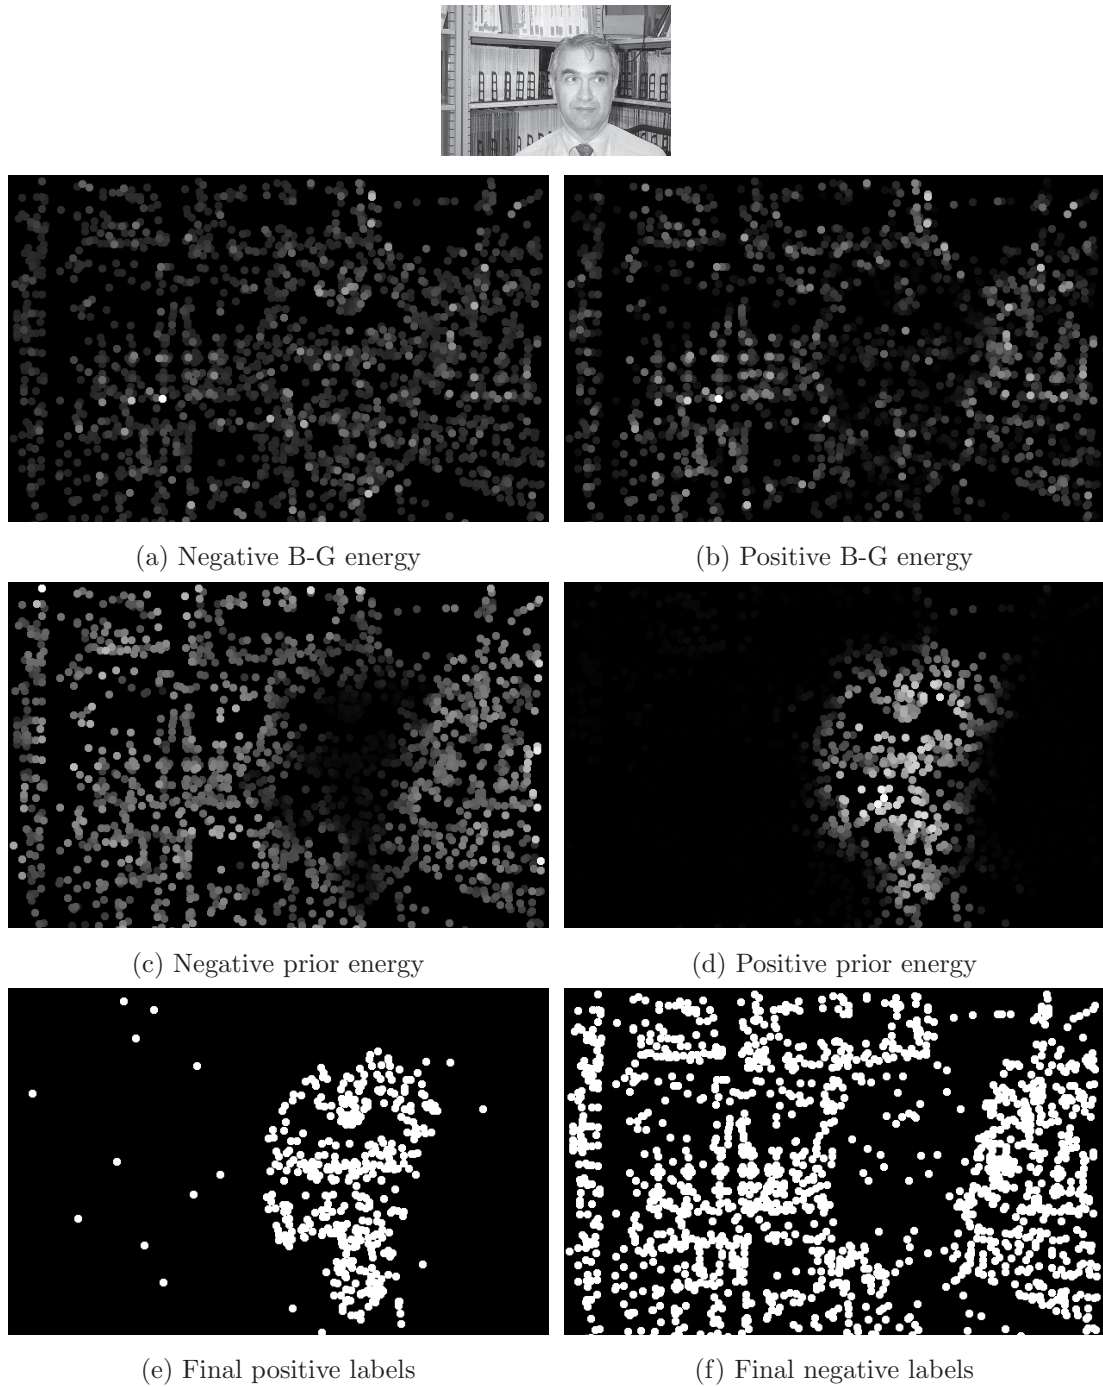 (a) Negative B-G energy
(b) Positive B-G energy
(c) Negative prior energy
(d) Positive prior energy
(e) Final positive labels
(f) Final negative labels